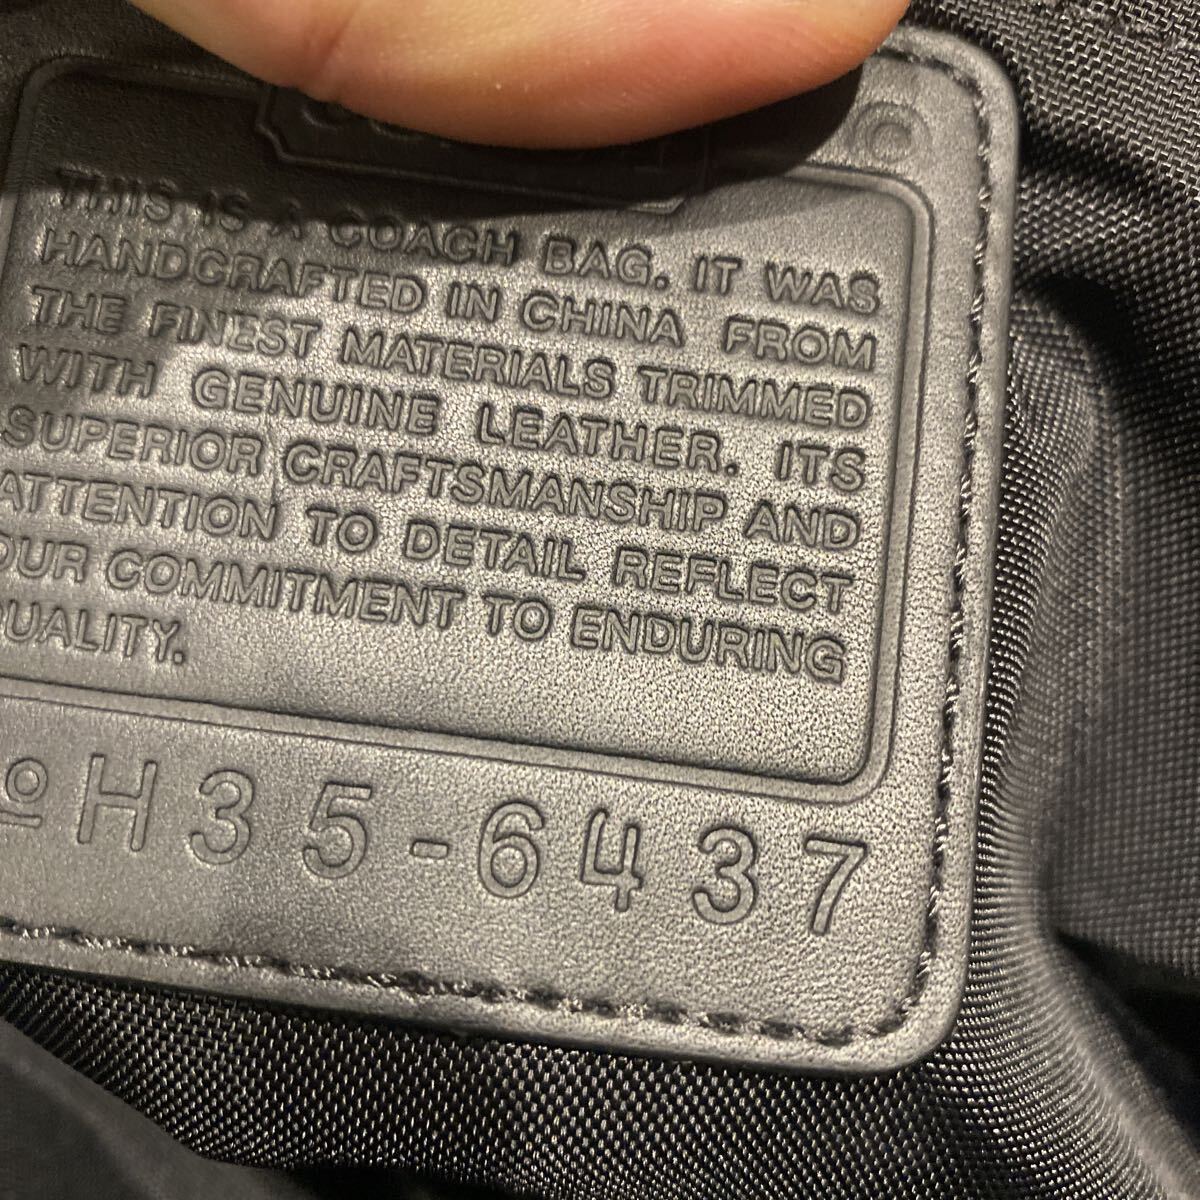 THIS IS A COACH BAG. IT WAS
HANDCRAFTED IN CHINA FROM
THE FINEST MATERIALS TRIMMED
WITH GENUINE LEATHER. ITS
SUPERIOR CRAFTSMANSHIP AND
ATTENTION TO DETAIL REFLECT
OUR COMMITMENT TO ENDURING
QUALITY.
No H35-6437